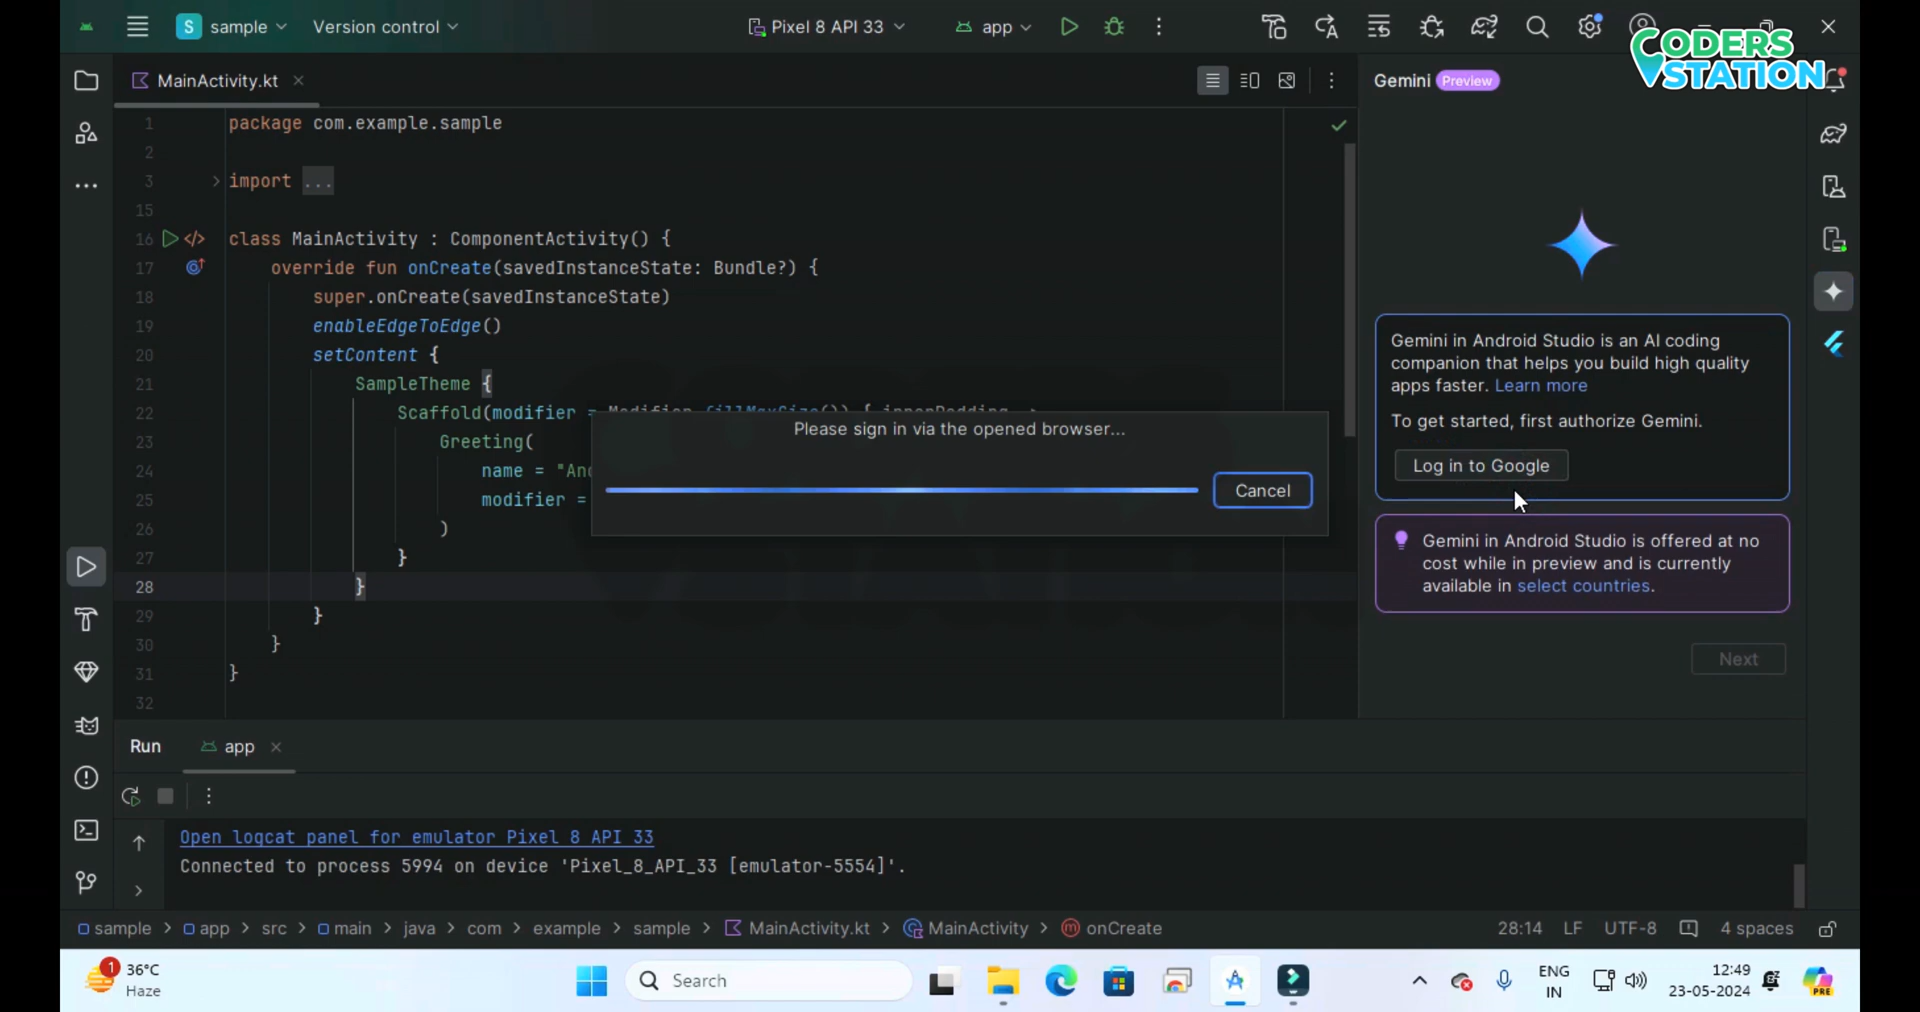 S sample
Version control
Pixel 8 API 33
app
CODERS
STATION
MainActivity.kt
Gemini Preview
1 package com.example.sample
2
3 import ...
15
16 class MainActivity : ComponentActivity() {
17 override fun onCreate(savedInstanceState: Bundle?) {
18 super.onCreate(savedInstanceState)
19 enableEdgeToEdge()
20 setContent {
21 SampleTheme {
22 Scaffold(modifier = Modifier.fillMaxSize()) { innerPadding ->
23 Greeting(
24 name = "And
25 modifier =
26 )
27 }
28 }
29 }
30 }
31 }
32
Please sign in via the opened browser...
Cancel
Gemini in Android Studio is an AI coding
companion that helps you build high quality
apps faster. Learn more
To get started, first authorize Gemini.
Log in to Google
Gemini in Android Studio is offered at no
cost while in preview and is currently
available in select countries.
Next
Run app
Open logcat panel for emulator Pixel 8 API 33
Connected to process 5994 on device 'Pixel_8_API_33 [emulator-5554]'.
sample > app > src > main > java > com > example > sample > MainActivity.kt > MainActivity > onCreate
28:14 LF UTF-8 4 spaces
1
36°C
Haze
Search
ENG
IN
12:49
23-05-2024
PRE